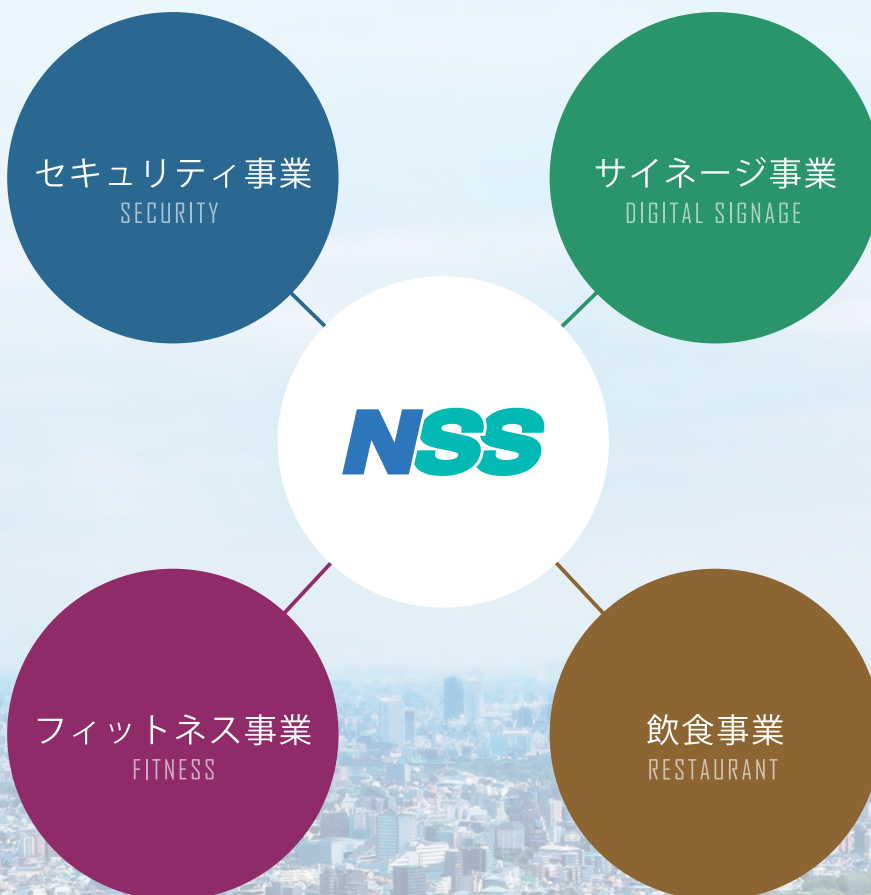 セキュリティ事業
SECURITY
サイネージ事業
DIGITAL SIGNAGE
NSS
フィットネス事業
FITNESS
飲食事業
RESTAURANT